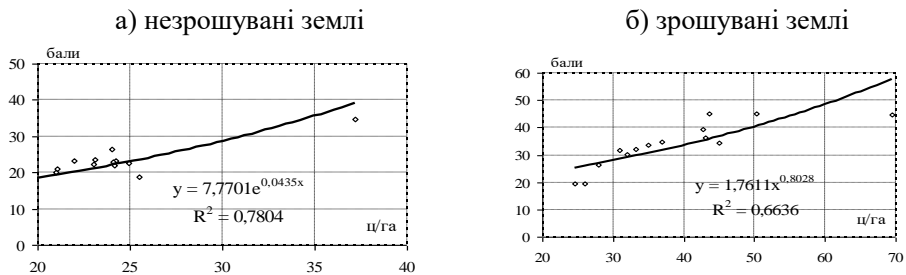 а) незрошувані землі
бали
50
40
30
20
10
0
20
25
30
35
40
y = 7,7701e^0,0435x
R² = 0,7804
ц/га
б) зрошувані землі
бали
60
50
40
30
20
10
0
20
30
40
50
60
70
y = 1,7611x^0,8028
R² = 0,6636
ц/га